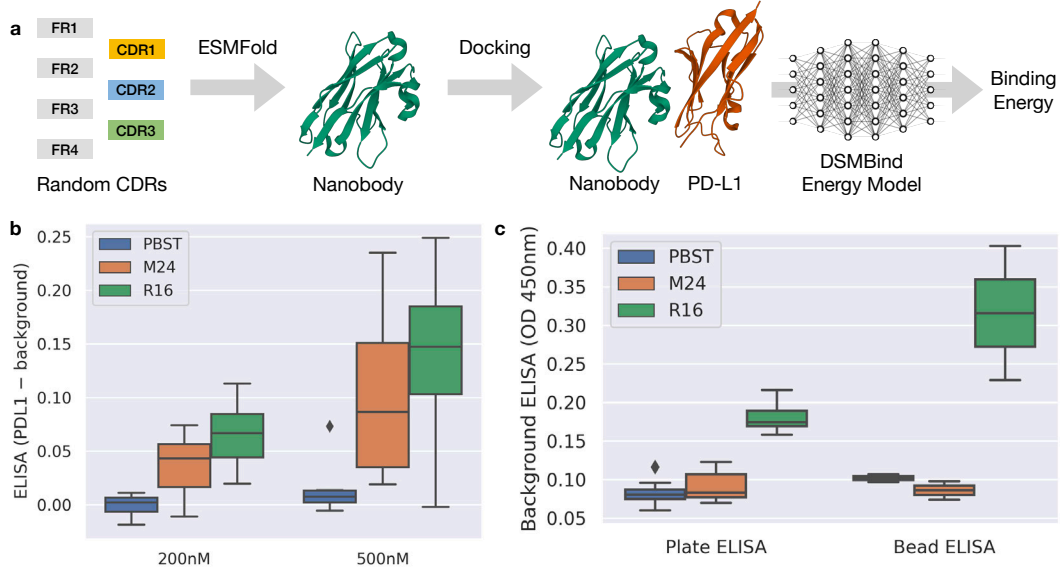 a
FR1
CDR1
FR2
CDR2
FR3
CDR3
FR4
Random CDRs
ESMFold
Nanobody
Docking
Nanobody
PD-L1
DSMBind
Energy Model
Binding
Energy
b
PBST
M24
R16
ELISA (PDL1 − background)
0.25
0.20
0.15
0.10
0.05
0.00
200nM
500nM
c
PBST
M24
R16
Background ELISA (OD 450nm)
0.40
0.35
0.30
0.25
0.20
0.15
0.10
0.05
Plate ELISA
Bead ELISA